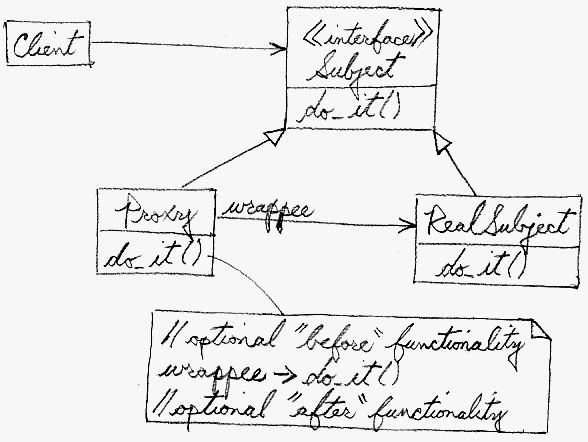 Client
<<interface>>
Subject
do_it()
Proxy
wrappee
RealSubject
do_it()
do_it()
// optional "before" functionality
wrappee → do_it()
// optional "after" functionality